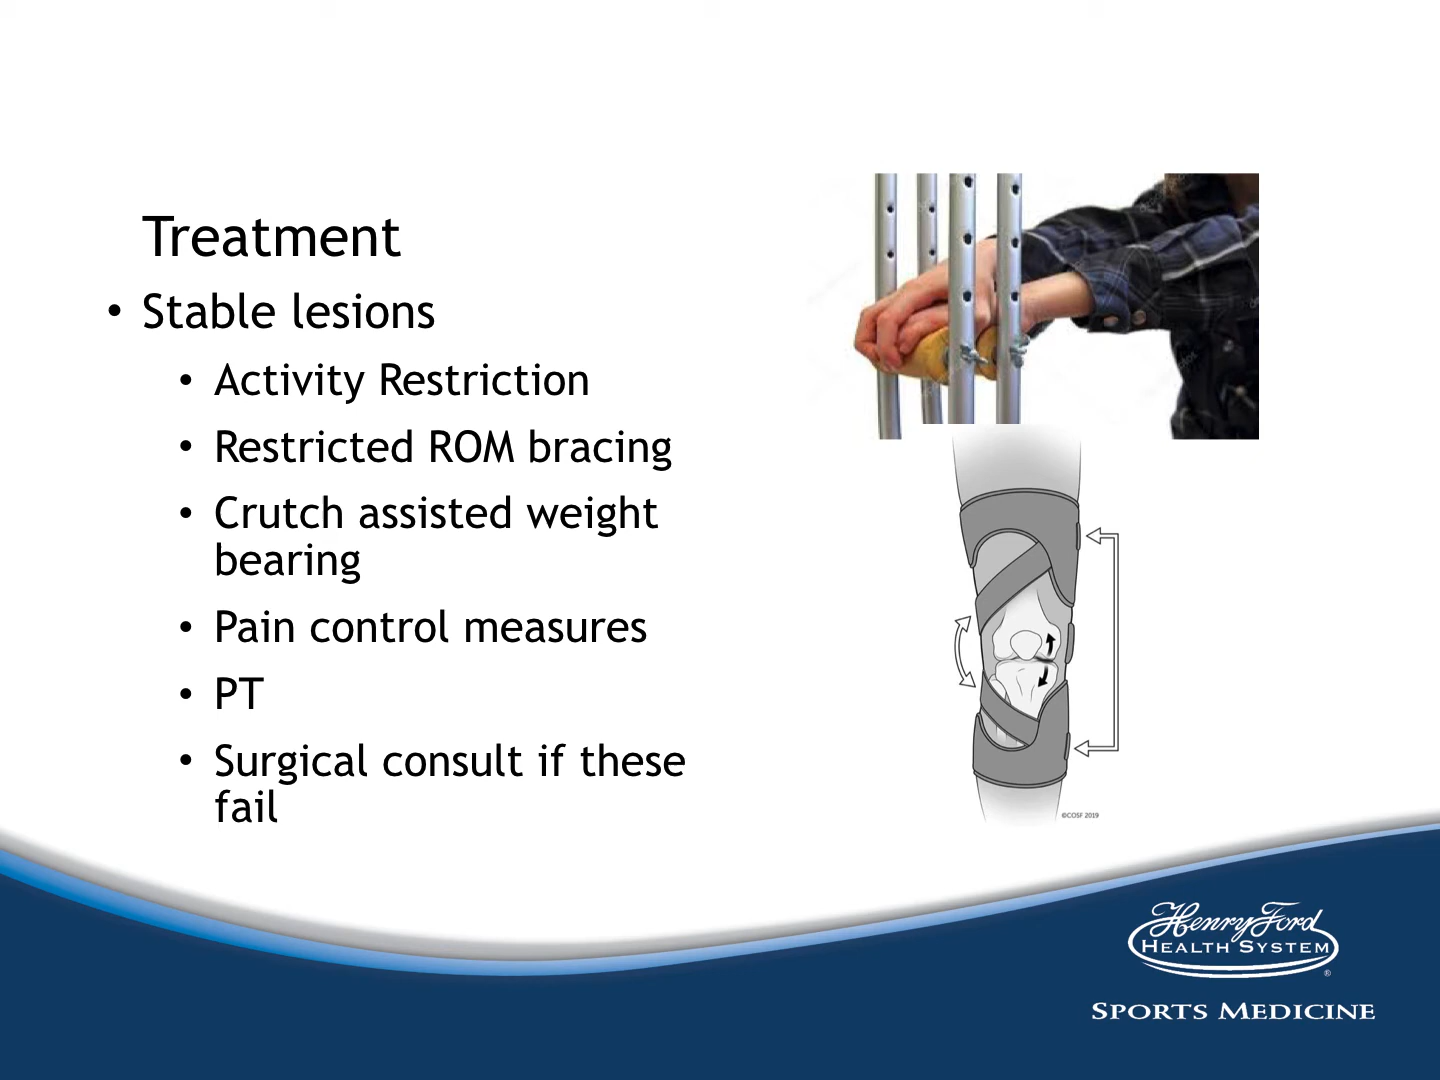 Treatment
• Stable lesions
• Activity Restriction
• Restricted ROM bracing
• Crutch assisted weight
bearing
• Pain control measures
• PT
• Surgical consult if these
fail
©COSF 2019
Henry Ford
HEALTH SYSTEM
®
SPORTS MEDICINE